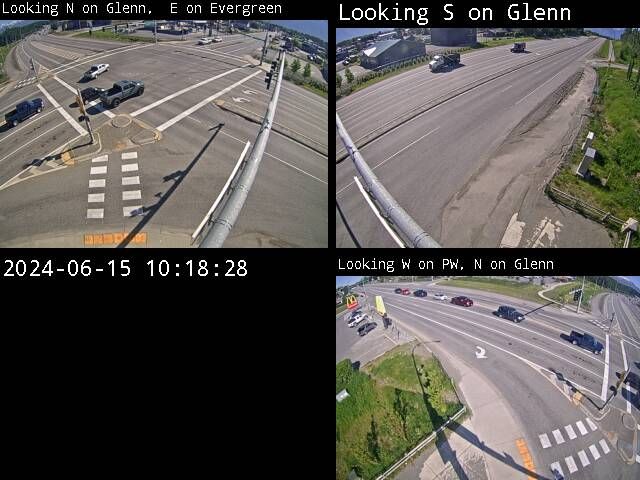 Looking N on Glenn,  E on Evergreen
Looking S on Glenn
2024-06-15 10:18:28
Looking W on PW, N on Glenn